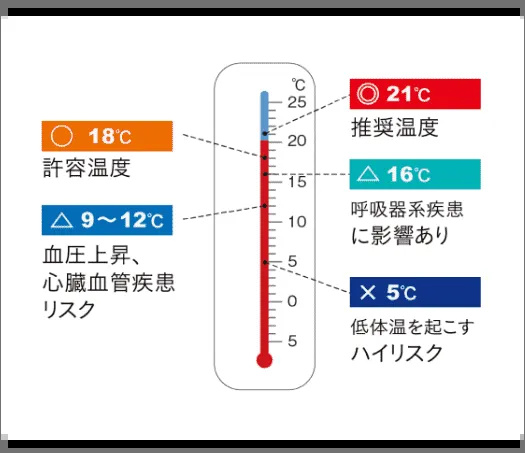 ○ 18℃
許容温度
△ 9〜12℃
血圧上昇、
心臓血管疾患
リスク
℃
25
20
15
10
5
0
5
◎ 21℃
推奨温度
△ 16℃
呼吸器系疾患
に影響あり
× 5℃
低体温を起こす
ハイリスク